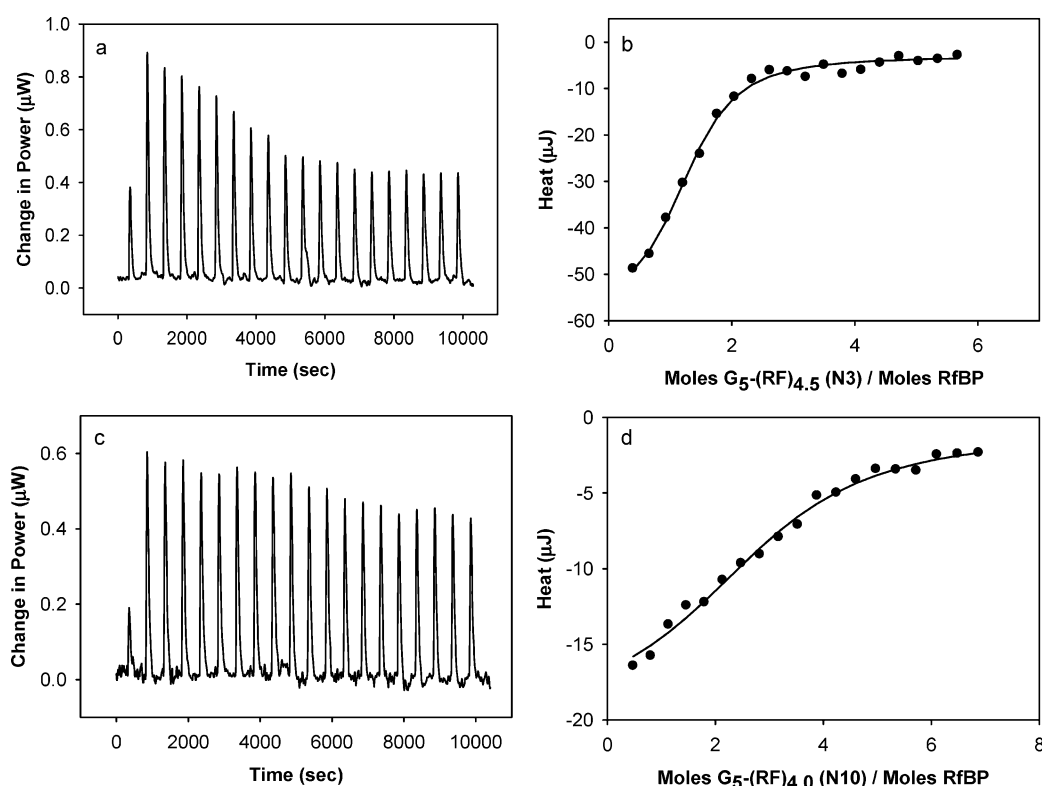 a
Change in Power (µW)
1.0
0.8
0.6
0.4
0.2
0.0
0 2000 4000 6000 8000 10000
Time (sec)
b
Heat (µJ)
0
-10
-20
-30
-40
-50
-60
0 2 4 6
Moles G5-(RF)4.5 (N3) / Moles RfBP
c
Change in Power (µW)
0.6
0.4
0.2
0.0
0 2000 4000 6000 8000 10000
Time (sec)
d
Heat (µJ)
0
-5
-10
-15
-20
0 2 4 6 8
Moles G5-(RF)4.0 (N10) / Moles RfBP